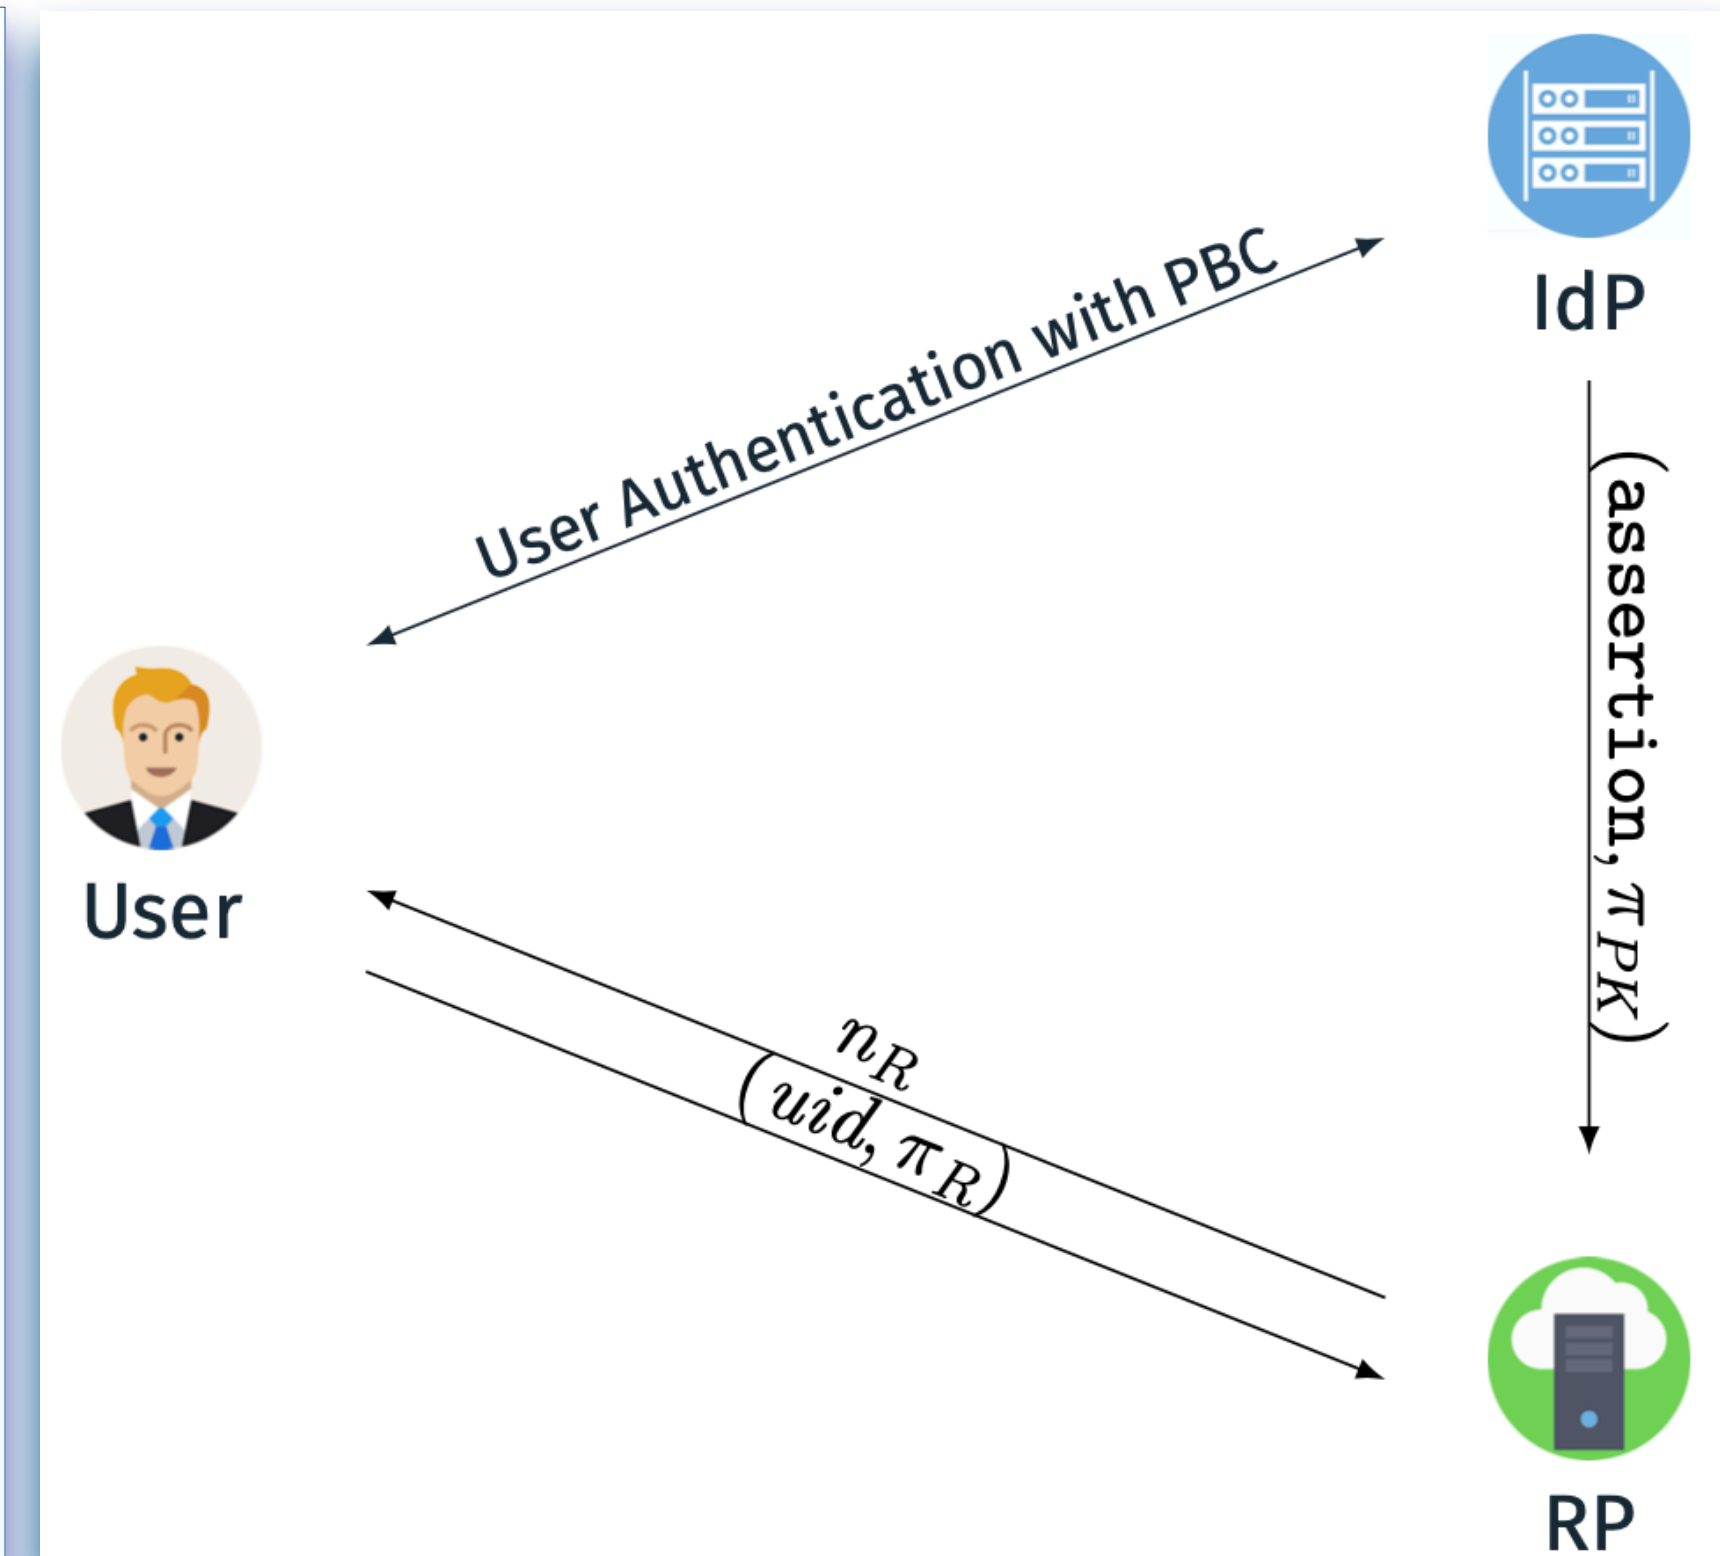 IdP
User Authentication with PBC
(assertion, π_PK)
User
n_R
(uid, π_R)
RP